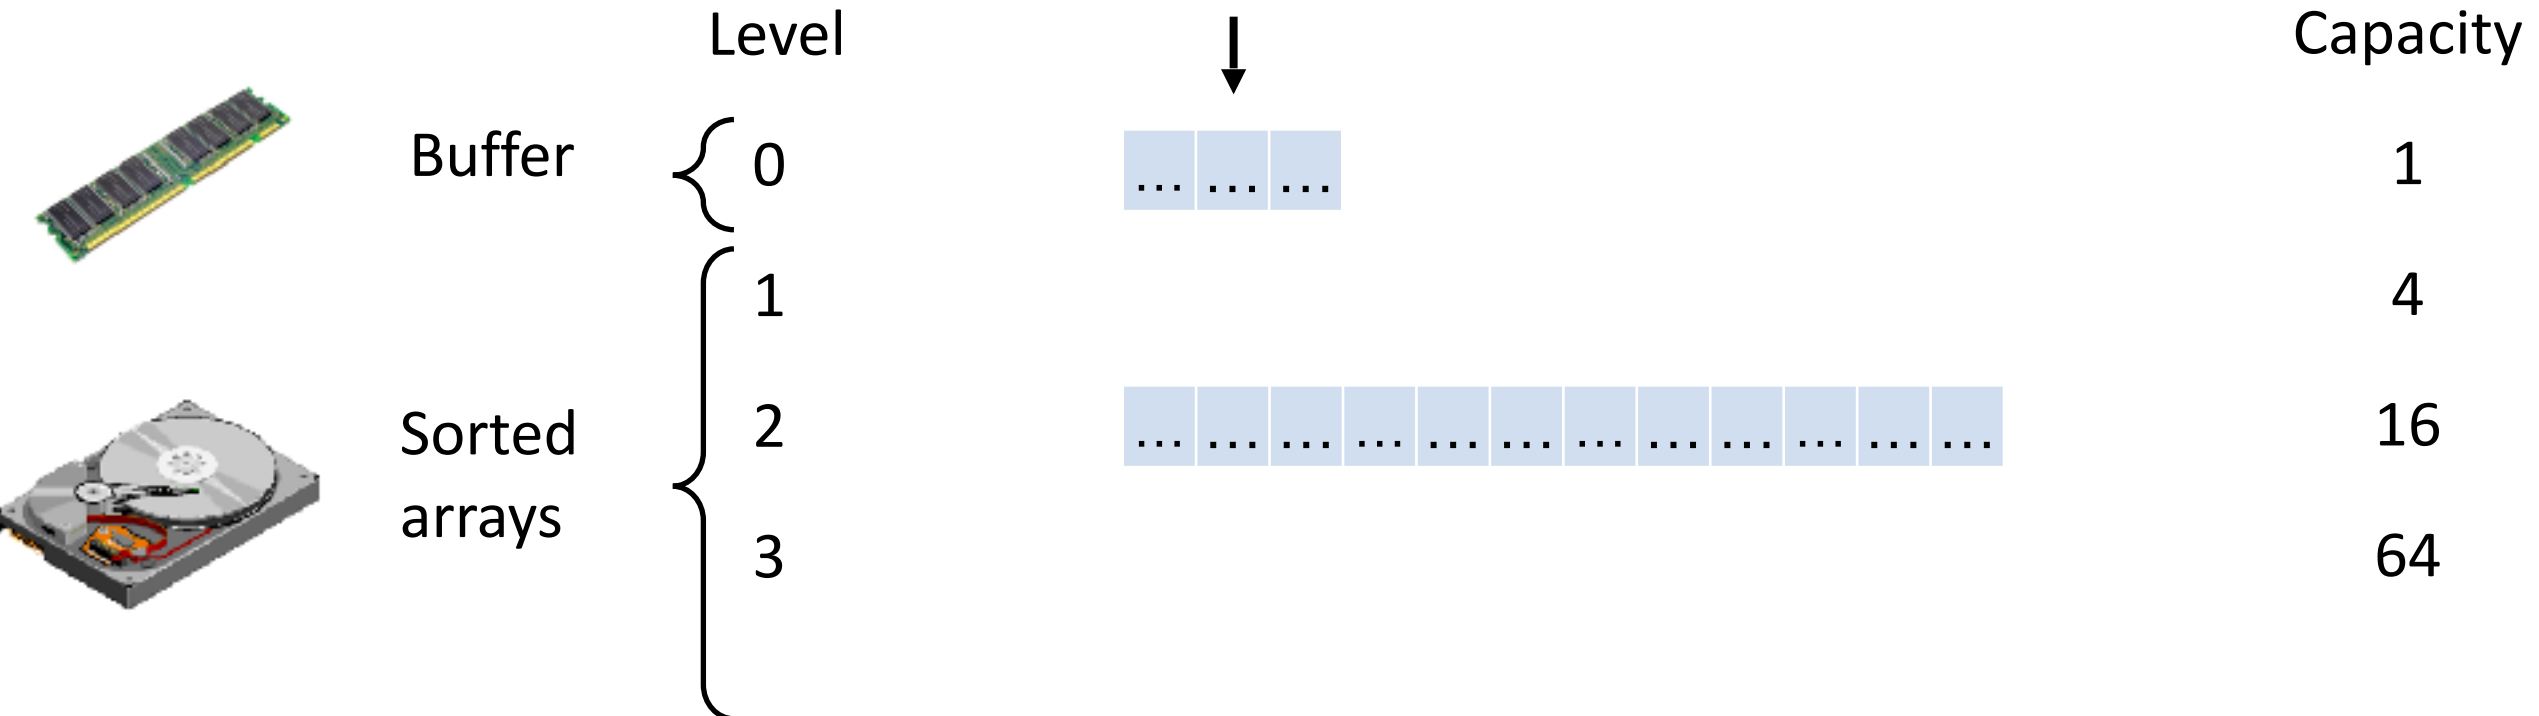 Level Capacity
Buffer 0 ... ... ... 1
1 4
Sorted
arrays
2 ... ... ... ... ... ... ... ... ... ... ... ... 16
3 64